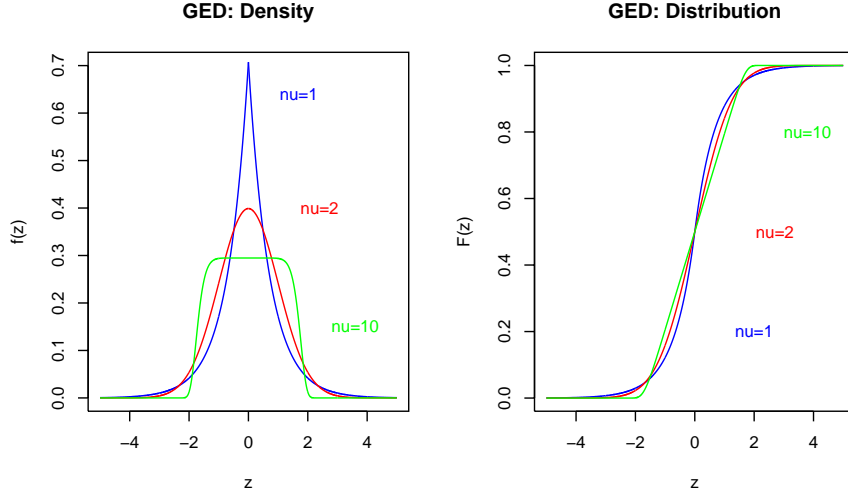 GED: Density
f(z)
0.7
0.6
0.5
0.4
0.3
0.2
0.1
0.0
nu=1
nu=2
nu=10
−4 −2 0 2 4
z
GED: Distribution
F(z)
1.0
0.8
0.6
0.4
0.2
0.0
nu=10
nu=2
nu=1
−4 −2 0 2 4
z